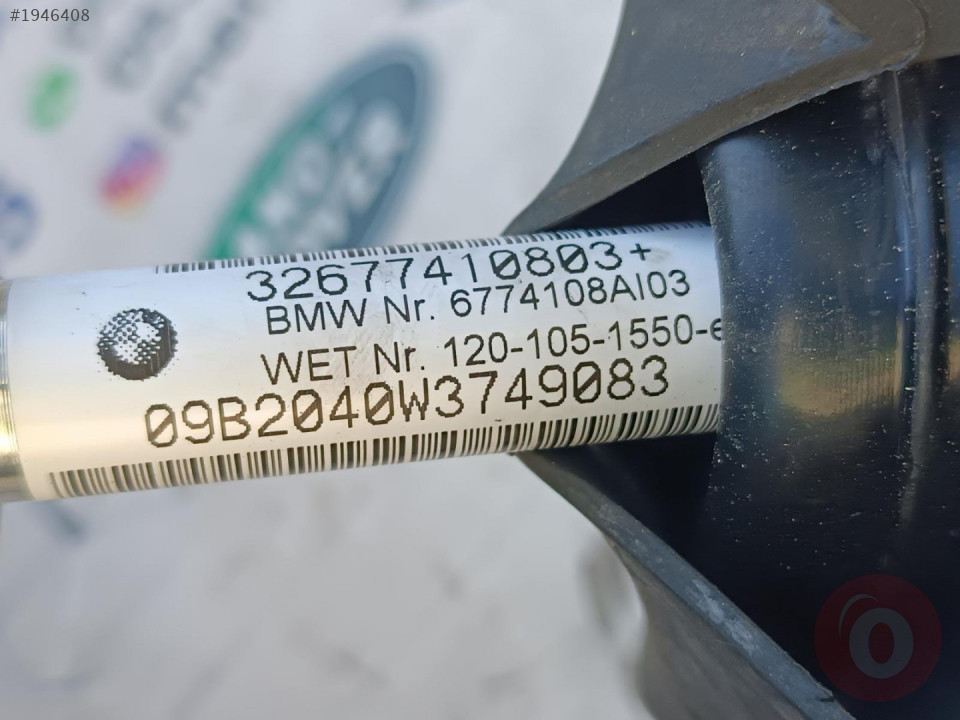 #1946408
32677410803+
BMW Nr. 6774108AI03
WET Nr. 120-105-1550-e
09B2040W3749083